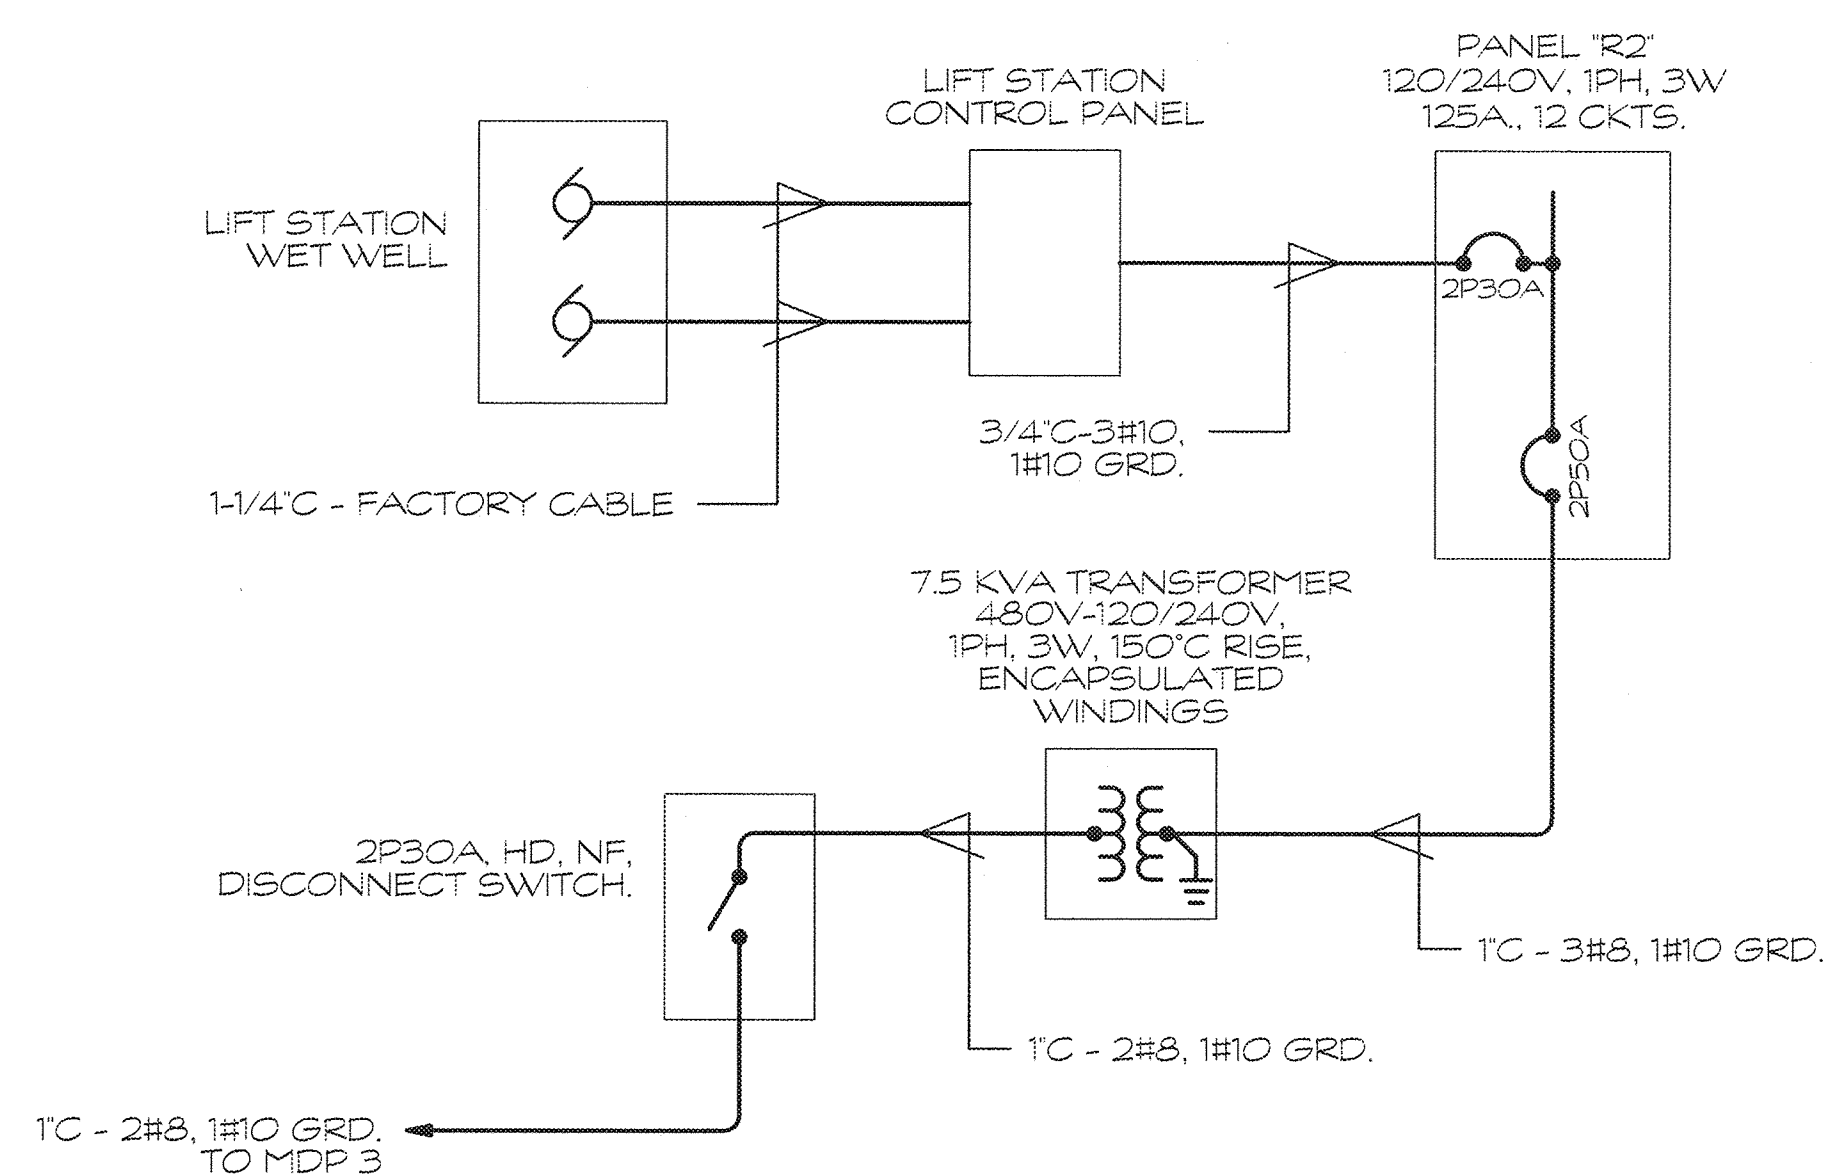 PANEL "R2"
120/240V, 1PH, 3W
125A., 12 CKTS.
LIFT STATION
CONTROL PANEL
LIFT STATION
WET WELL
2P30A
3/4"C-3#10,
1#10 GRD.
2P50A
1-1/4"C - FACTORY CABLE
7.5 KVA TRANSFORMER
480V-120/240V,
1PH, 3W, 150°C RISE,
ENCAPSULATED
WINDINGS
2P30A, HD, NF,
DISCONNECT SWITCH.
1"C - 3#8, 1#10 GRD.
1"C - 2#8, 1#10 GRD.
1"C - 2#8, 1#10 GRD.
TO MDP 3